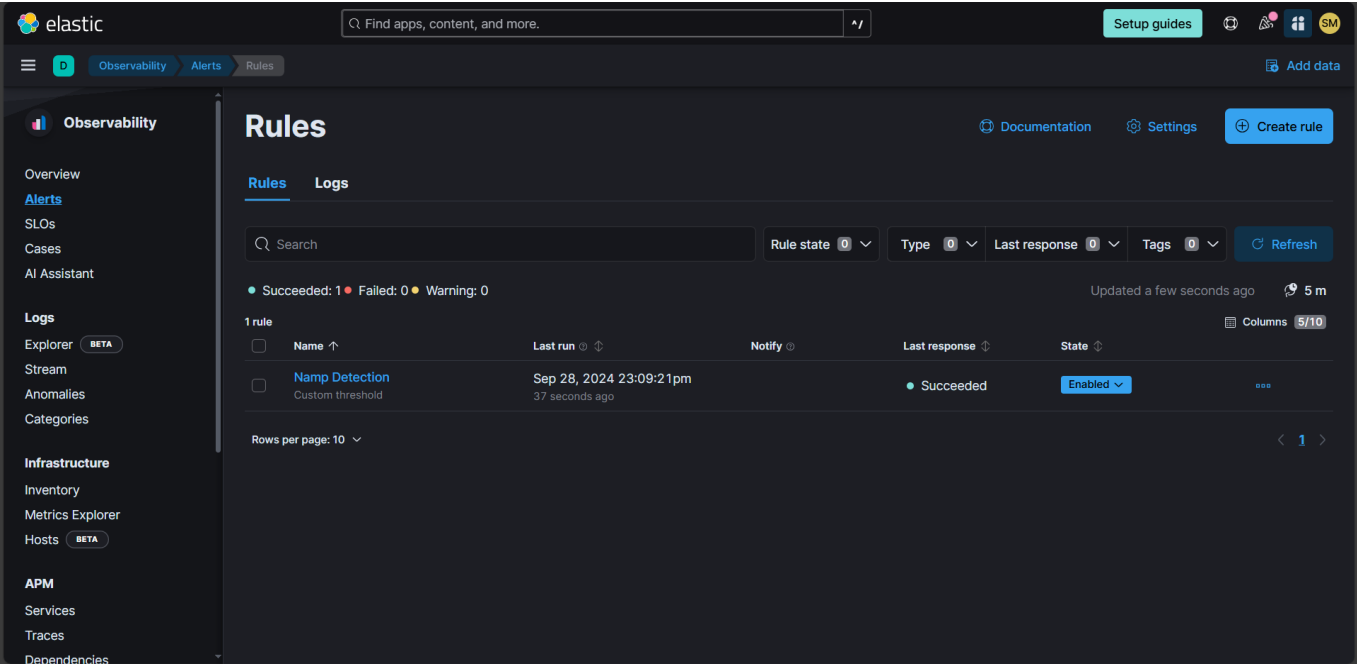 elastic
Find apps, content, and more.
^/
Setup guides
SM
D
Observability Alerts Rules
Add data
Observability
Overview
Alerts
SLOs
Cases
AI Assistant
Logs
Explorer BETA
Stream
Anomalies
Categories
Infrastructure
Inventory
Metrics Explorer
Hosts BETA
APM
Services
Traces
Dependencies
Rules
Documentation
Settings
Create rule
Rules Logs
Search
Rule state 0
Type 0
Last response 0
Tags 0
Refresh
Succeeded: 1 Failed: 0 Warning: 0
Updated a few seconds ago
5 m
1 rule
Columns 5/10
Name Last run Notify Last response State
Namp Detection Sep 28, 2024 23:09:21pm Succeeded Enabled
Custom threshold 37 seconds ago
Rows per page: 10
1